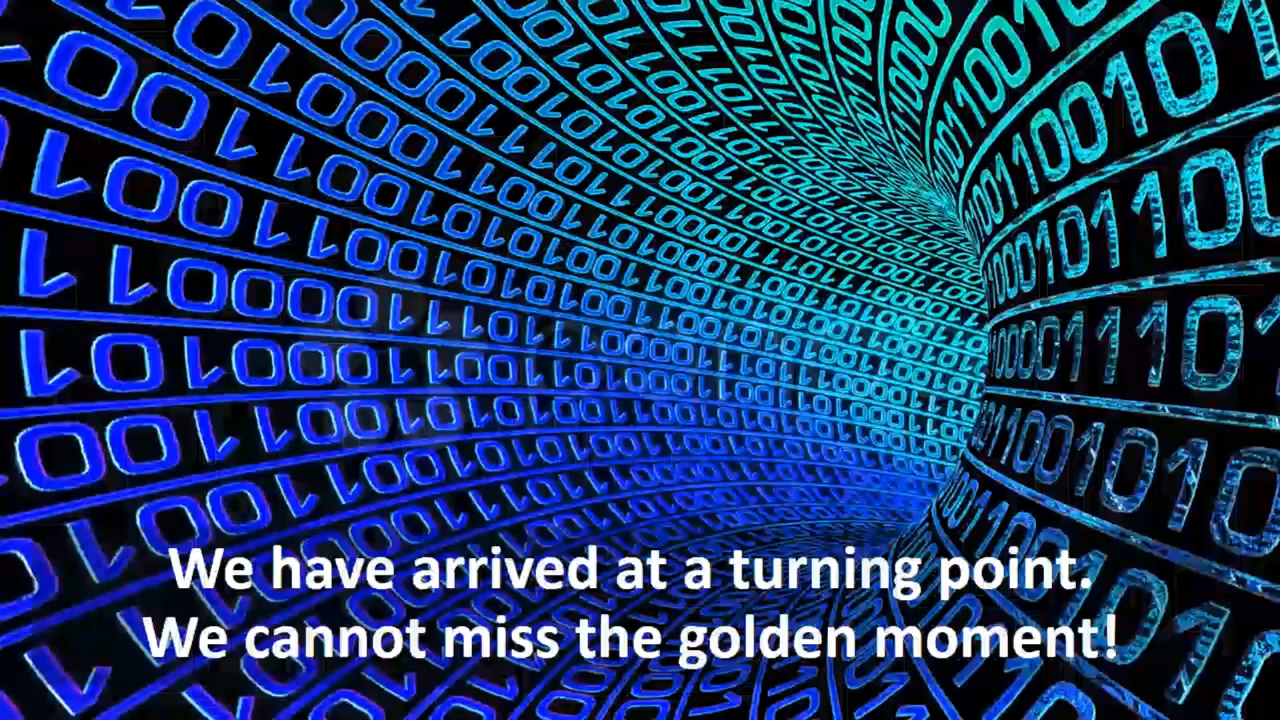 We have arrived at a turning point.
We cannot miss the golden moment!